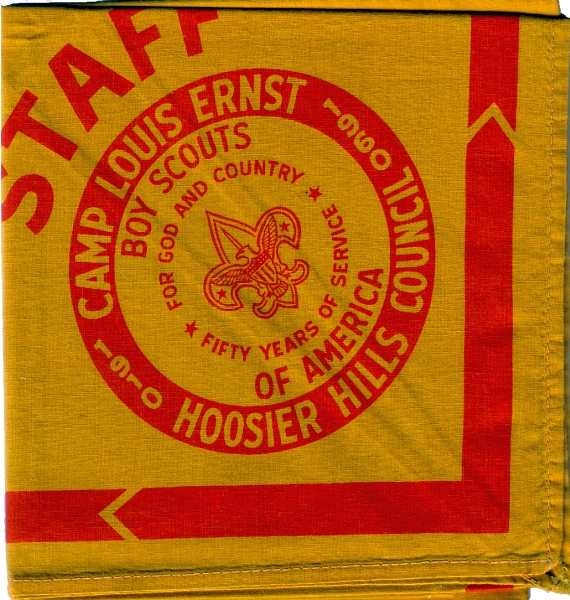 STAFF
CAMP LOUIS ERNST
1960
HOOSIER HILLS COUNCIL
1910
BOY SCOUTS
OF AMERICA
FOR GOD AND COUNTRY
★ FIFTY YEARS OF SERVICE ★